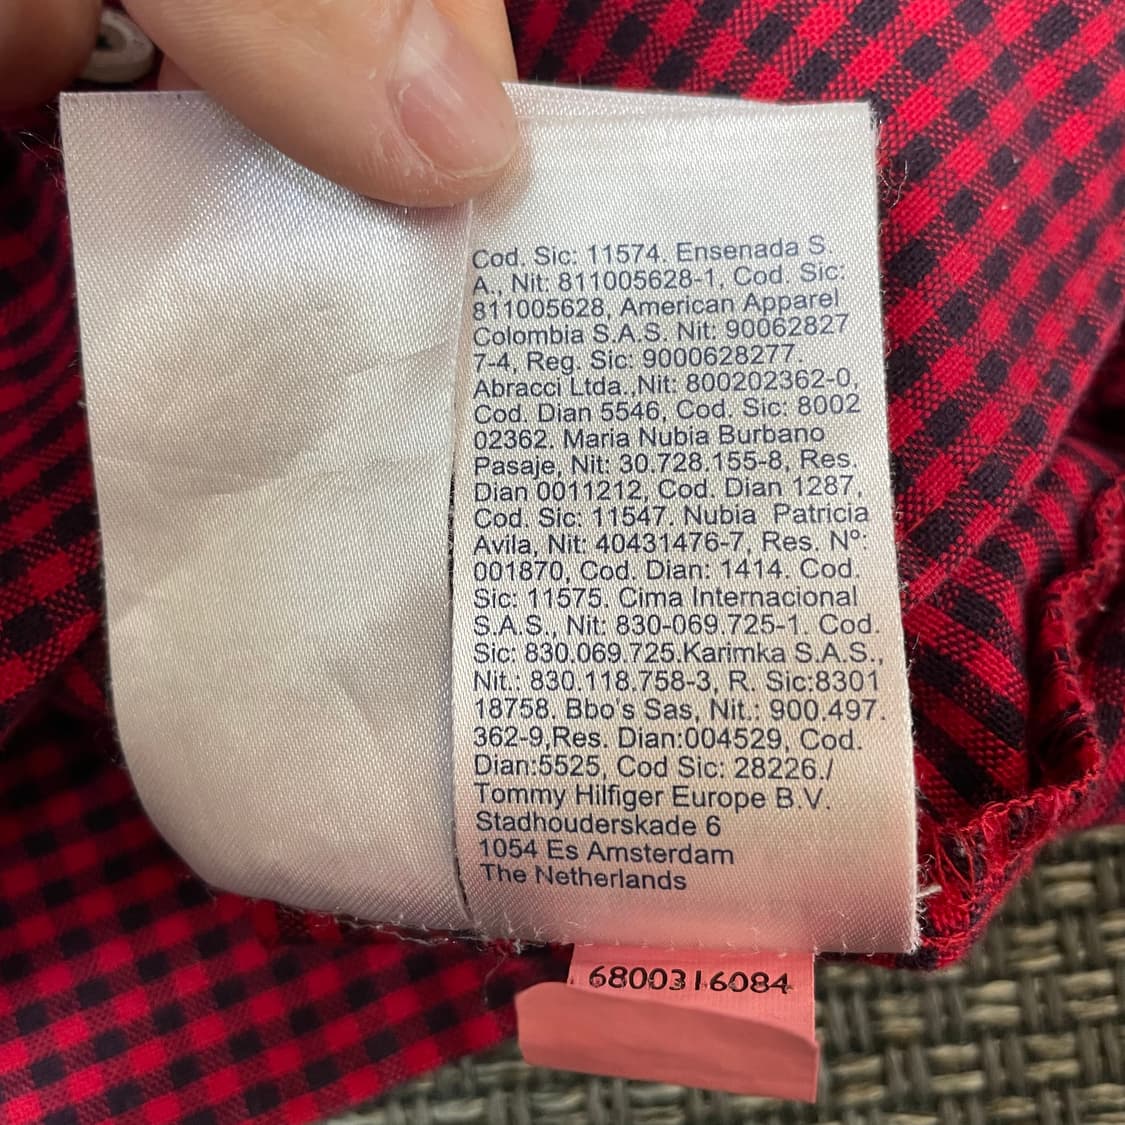 Cod. Sic: 11574. Ensenada S.
A., Nit: 811005628-1, Cod. Sic:
811005628, American Apparel
Colombia S.A.S. Nit: 90062827
7-4, Reg. Sic: 9000628277.
Abracci Ltda.,Nit: 800202362-0,
Cod. Dian 5546, Cod. Sic: 8002
02362. Maria Nubia Burbano
Pasaje, Nit: 30.728.155-8, Res.
Dian 0011212, Cod. Dian 1287,
Cod. Sic: 11547. Nubia Patricia
Avila, Nit: 40431476-7, Res. Nº:
001870, Cod. Dian: 1414. Cod.
Sic: 11575. Cima Internacional
S.A.S., Nit: 830-069.725-1. Cod.
Sic: 830.069.725.Karimka S.A.S.,
Nit.: 830.118.758-3, R. Sic:8301
18758. Bbo's Sas, Nit.: 900.497.
362-9,Res. Dian:004529, Cod.
Dian:5525, Cod Sic: 28226./
Tommy Hilfiger Europe B.V.
Stadhouderskade 6
1054 Es Amsterdam
The Netherlands
6800316084